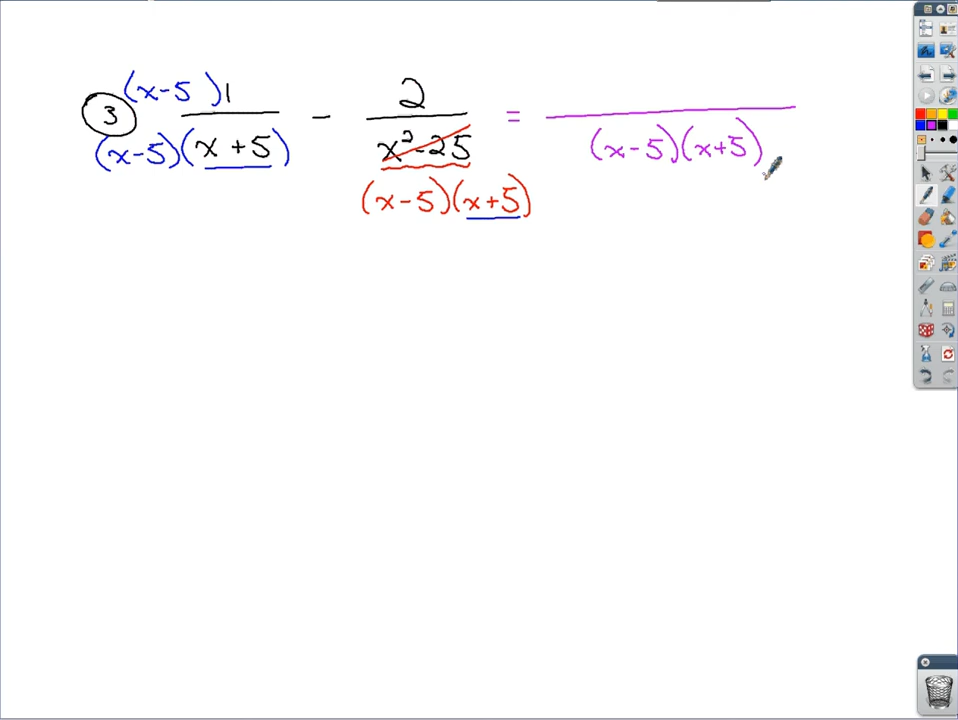 ③ (x-5)1 / (x-5)(x+5) - 2 / x²-25 = / (x-5)(x+5)
(x-5)(x+5)